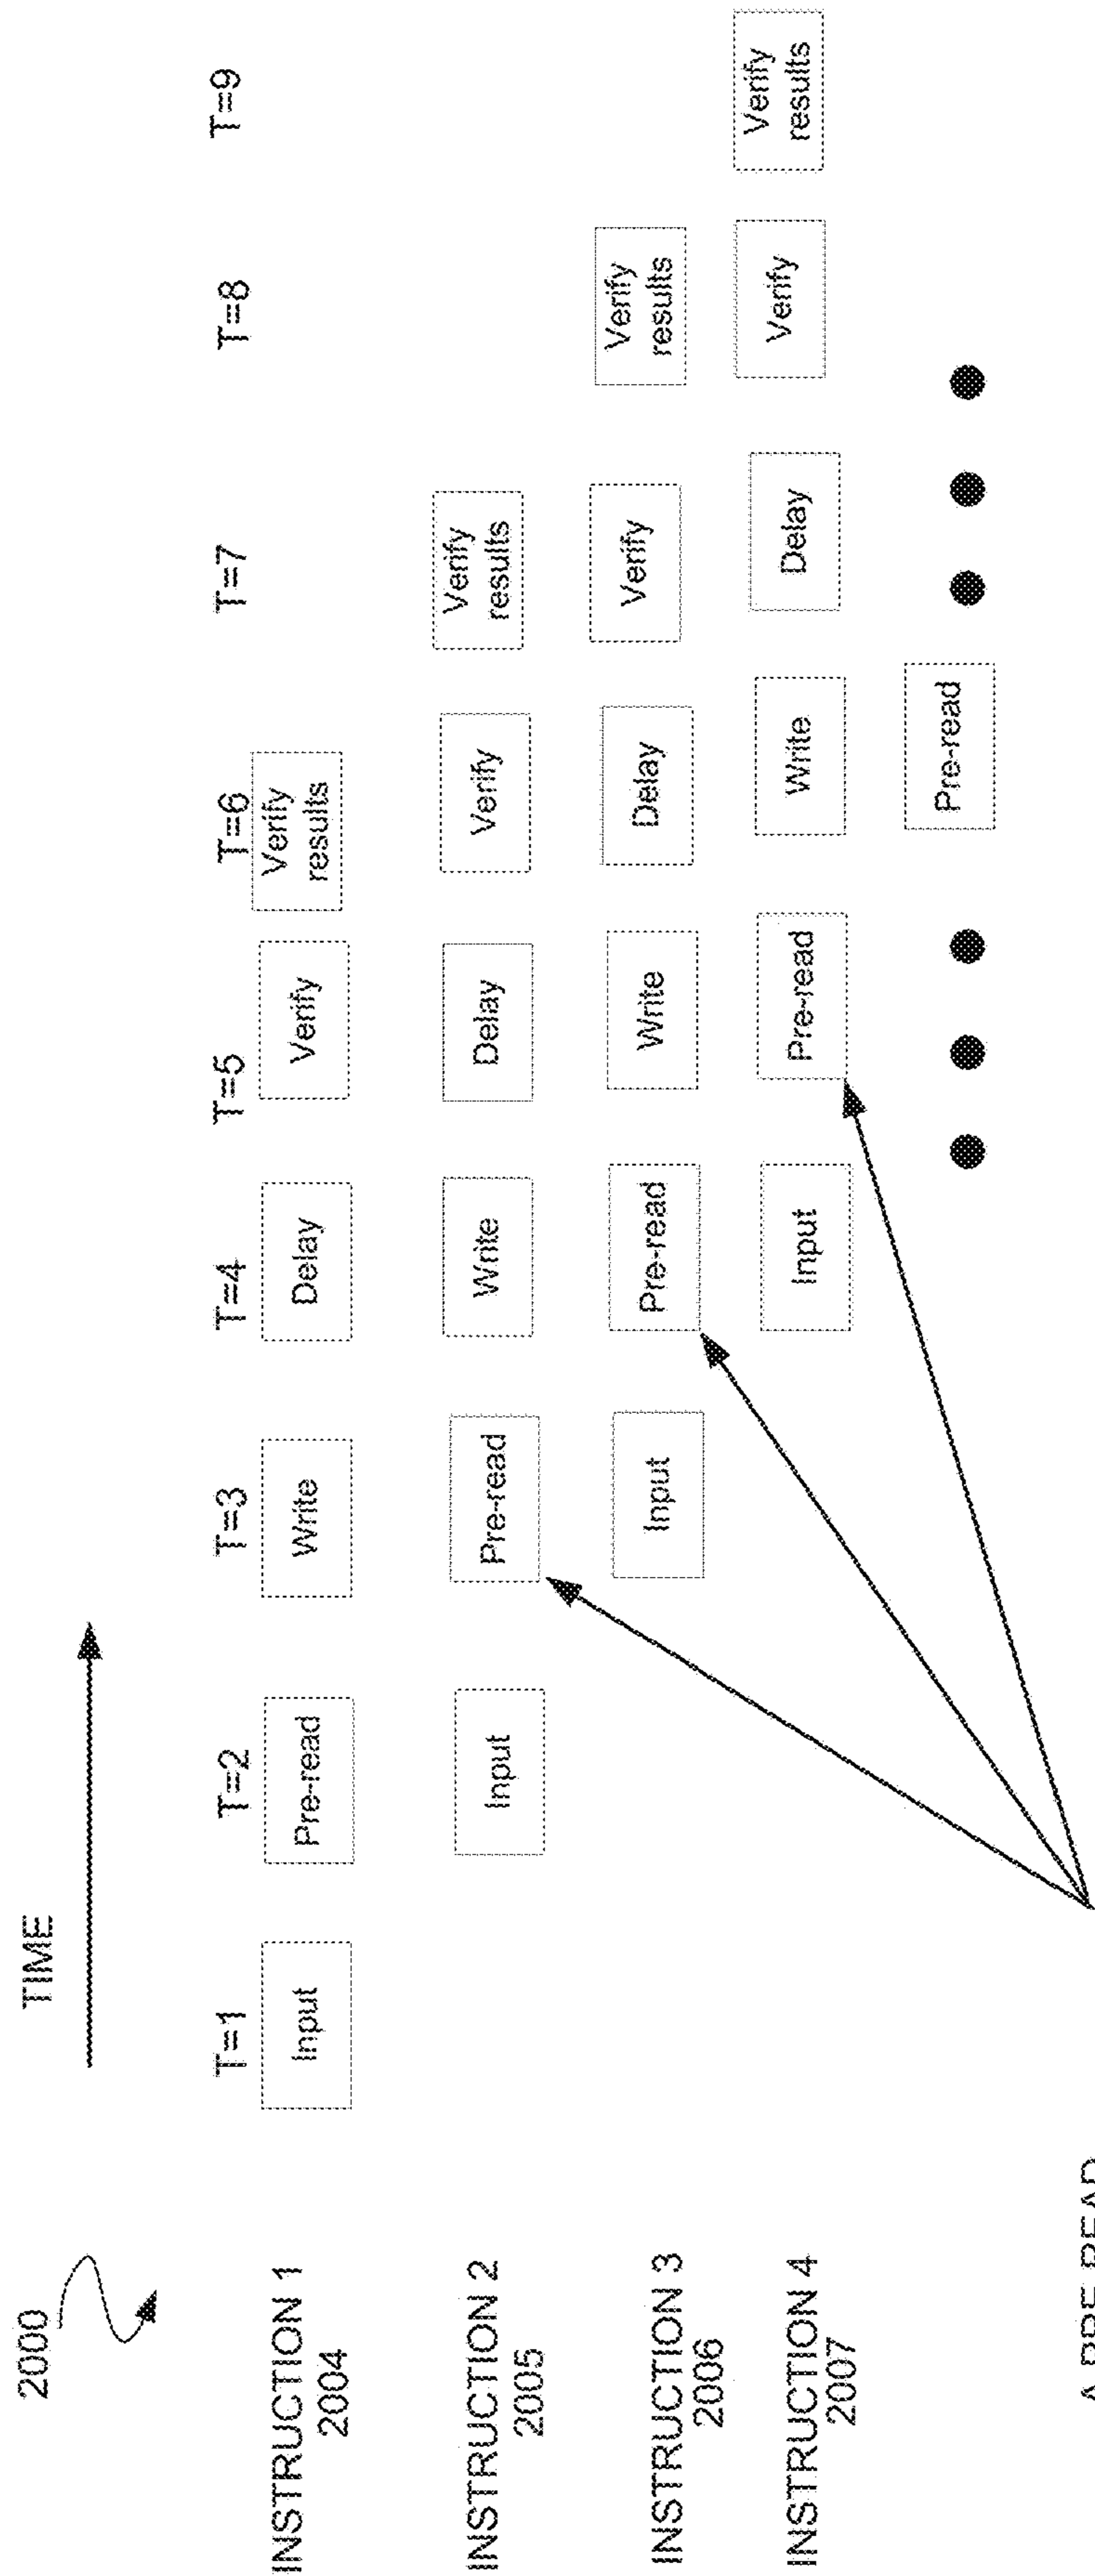 2000
TIME
T=1 T=2 T=3 T=4 T=5 T=6 T=7 T=8 T=9
INSTRUCTION 1
2004
Input Pre-read Write Delay Verify Verify
results
INSTRUCTION 2
2005
Input Pre-read Write Delay Verify Verify
results
INSTRUCTION 3
2006
Input Pre-read Write Delay Verify Verify
results
INSTRUCTION 4
2007
Input Pre-read Write Delay Verify Verify
results
Pre-read